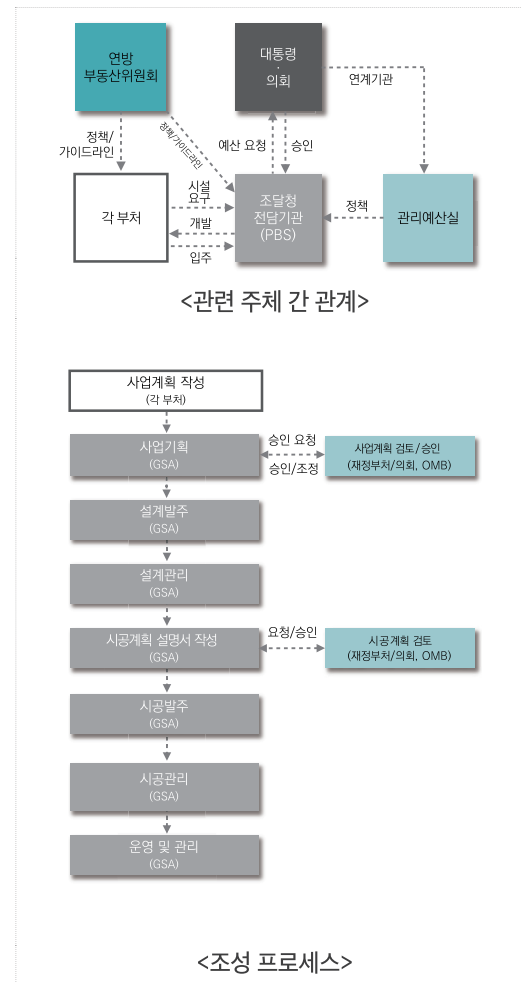 연방
부동산위원회
대통령
·
의회
연계기관
정책/
가이드라인
정책/가이드라인
예산 요청
승인
각 부처
시설
요구
개발
입주
조달청
전담기관
(PBS)
정책
관리예산실
<관련 주체 간 관계>
사업계획 작성
(각 부처)
사업기획
(GSA)
승인 요청
승인/조정
사업계획 검토/승인
(재정부처/의회, OMB)
설계발주
(GSA)
설계관리
(GSA)
시공계획 설명서 작성
(GSA)
요청/승인
시공계획 검토
(재정부처/의회, OMB)
시공발주
(GSA)
시공관리
(GSA)
운영 및 관리
(GSA)
<조성 프로세스>